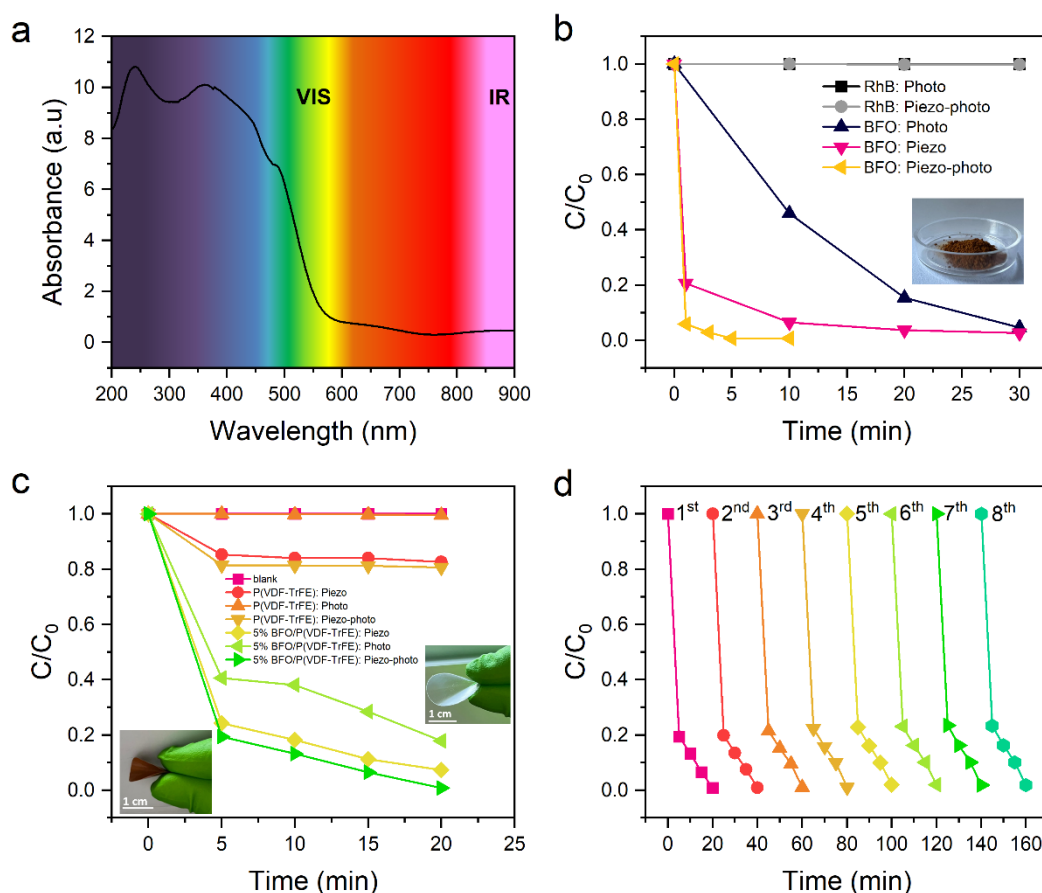 a
12
10
8
6
4
2
0
Absorbance (a.u)
VIS
IR
200 300 400 500 600 700 800 900
Wavelength (nm)
b
1.0
0.8
0.6
0.4
0.2
0.0
C/C0
RhB: Photo
RhB: Piezo-photo
BFO: Photo
BFO: Piezo
BFO: Piezo-photo
0 5 10 15 20 25 30
Time (min)
c
1.0
0.8
0.6
0.4
0.2
0.0
C/C0
blank
P(VDF-TrFE): Piezo
P(VDF-TrFE): Photo
P(VDF-TrFE): Piezo-photo
5% BFO/P(VDF-TrFE): Piezo
5% BFO/P(VDF-TrFE): Photo
5% BFO/P(VDF-TrFE): Piezo-photo
1 cm
1 cm
0 5 10 15 20 25
Time (min)
d
1.0
0.8
0.6
0.4
0.2
0.0
C/C0
1st 2nd 3rd 4th 5th 6th 7th 8th
0 20 40 60 80 100 120 140 160
Time (min)